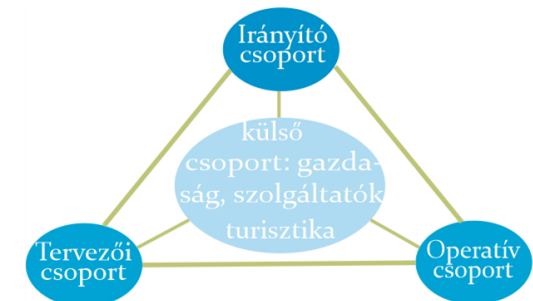 Irányító
csoport
külső
csoport: gazda-
ság, szolgáltatók
turisztika
Tervezői
csoport
Operatív
csoport